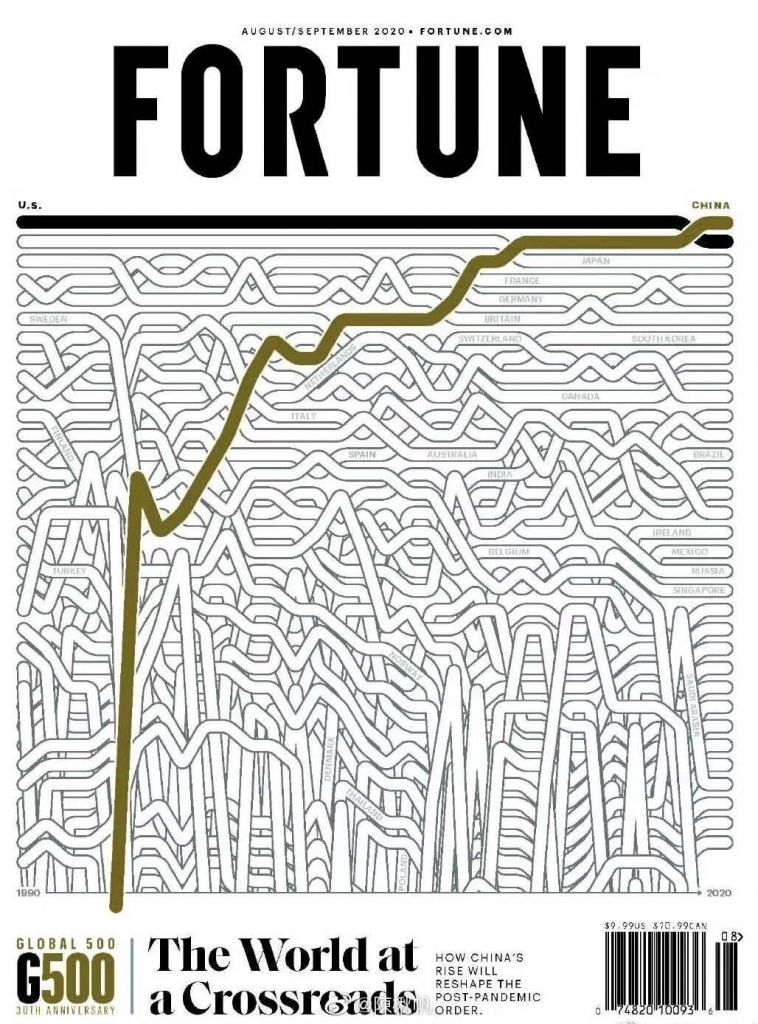 AUGUST/SEPTEMBER 2020 • FORTUNE.COM
FORTUNE
U.S.
CHINA
JAPAN
FRANCE
GERMANY
SWEDEN
BRITAIN
SWITZERLAND
SOUTH KOREA
NETHERLANDS
CANADA
ITALY
FINLAND
SPAIN
AUSTRALIA
BRAZIL
INDIA
IRELAND
BELGIUM
MEXICO
TURKEY
RUSSIA
SINGAPORE
NORWAY
SAUDI ARABIA
DENMARK
THAILAND
POLAND
1990
2020
GLOBAL 500
G500
30TH ANNIVERSARY
The World at
a Crossroads
HOW CHINA'S
RISE WILL
RESHAPE THE
POST-PANDEMIC
ORDER.
$9.99US $10.99CAN
08>
0 74820 10093 6